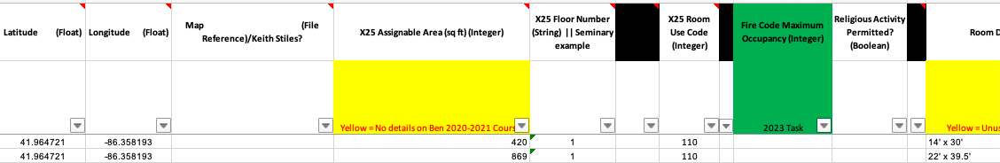 Latitude (Float)
Longitude (Float)
Map (File
Reference)/Keith Stiles?
X25 Assignable Area (sq ft) (Integer)
X25 Floor Number
(String) || Seminary
example
X25 Room
Use Code
(Integer)
Fire Code Maximum
Occupancy (Integer)
Religious Activity
Permitted?
(Boolean)
Room D
Yellow = No details on Ben 2020-2021 Cours
2023 Task
Yellow = Unus
41.964721 -86.358193 420 1 110 14' x 30'
41.964721 -86.358193 869 1 110 22' x 39.5'